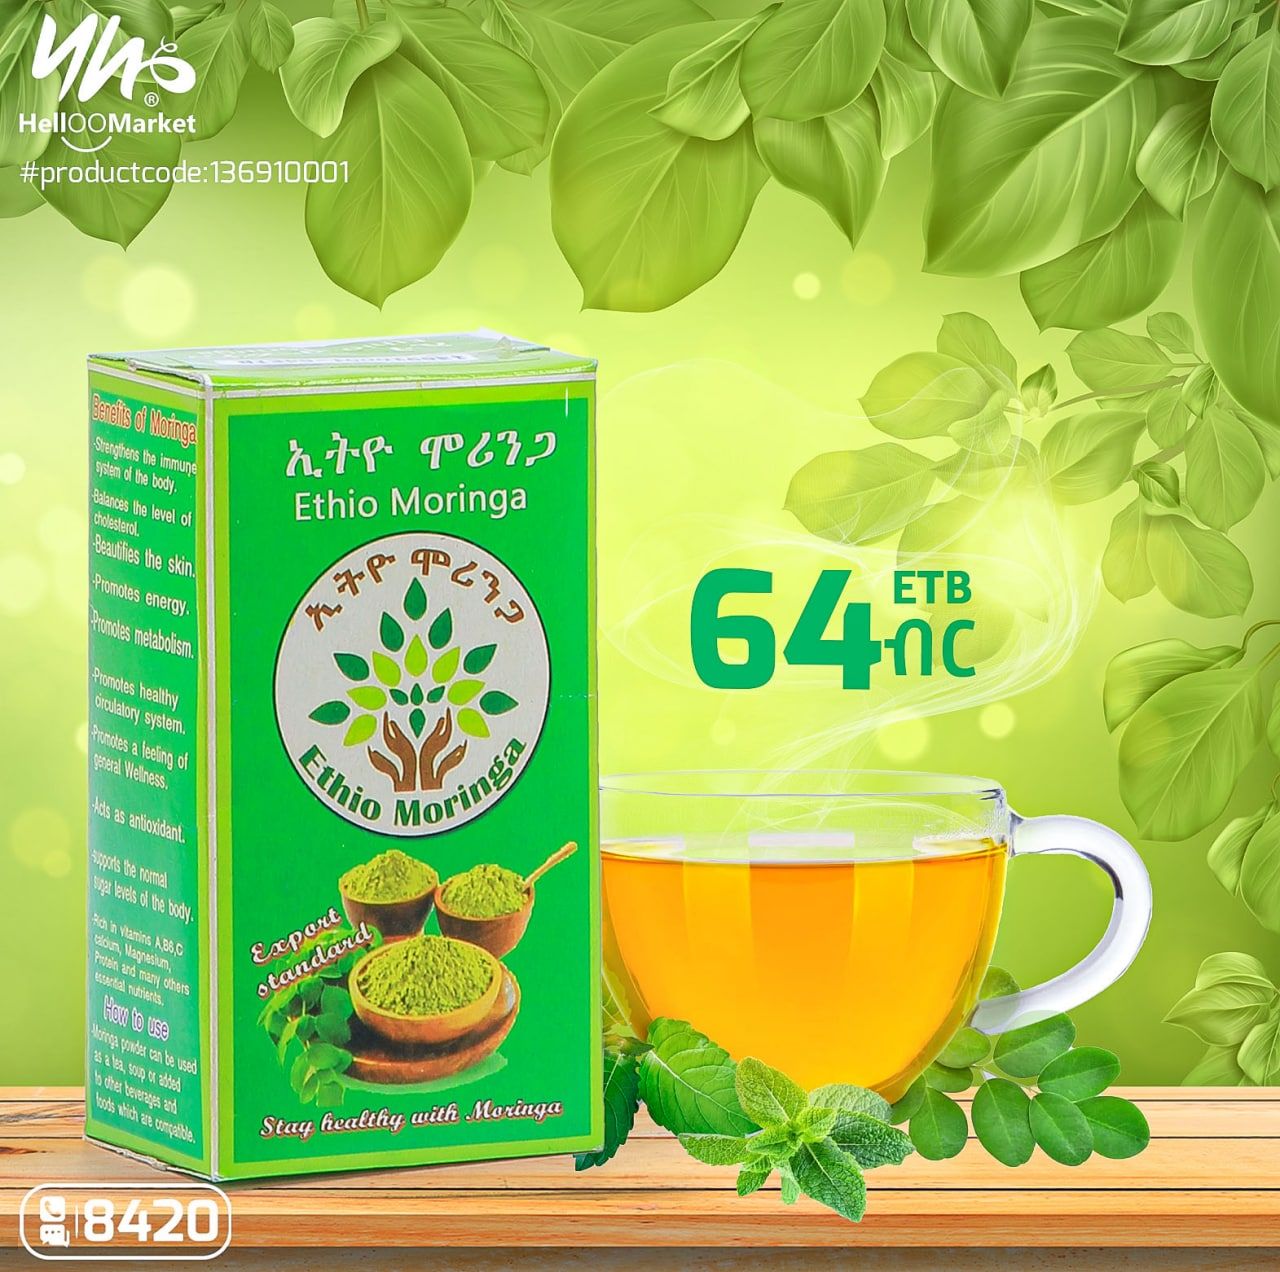 HellOOMarket
#productcode:136910001
Benefits of Moringa
-Strengthens the immune
system of the body.
-Balances the level of
cholesterol.
-Beautifies the skin.
-Promotes energy.
-Promotes metabolism.
-Promotes healthy
circulatory system.
-Promotes a feeling of
general Wellness.
-Acts as antioxidant.
-supports the normal
sugar levels of the body.
-Rich in vitamins A,B6,C
calcium, Magnesium,
Protein and many others
essential nutrients.
How to use
-Moringa powder can be used
as a tea, soup or added
to other beverages and
foods which are compatible.
ኢትዮ ሞሪንጋ
Ethio Moringa
ኢትዮ ሞሪንጋ
Ethio Moringa
Export
standard
Stay healthy with Moringa
64 ETB
ብር
8420